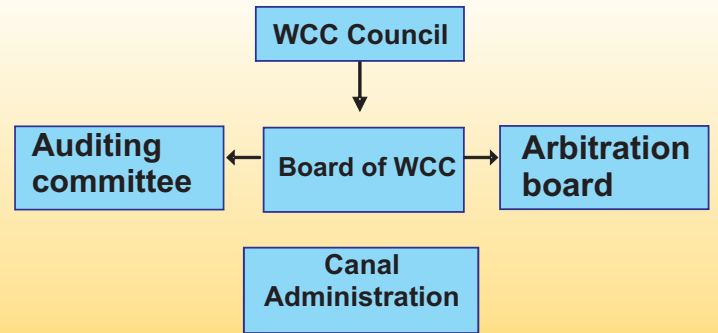 WCC Council
Auditing
committee
Board of WCC
Arbitration
board
Canal
Administration